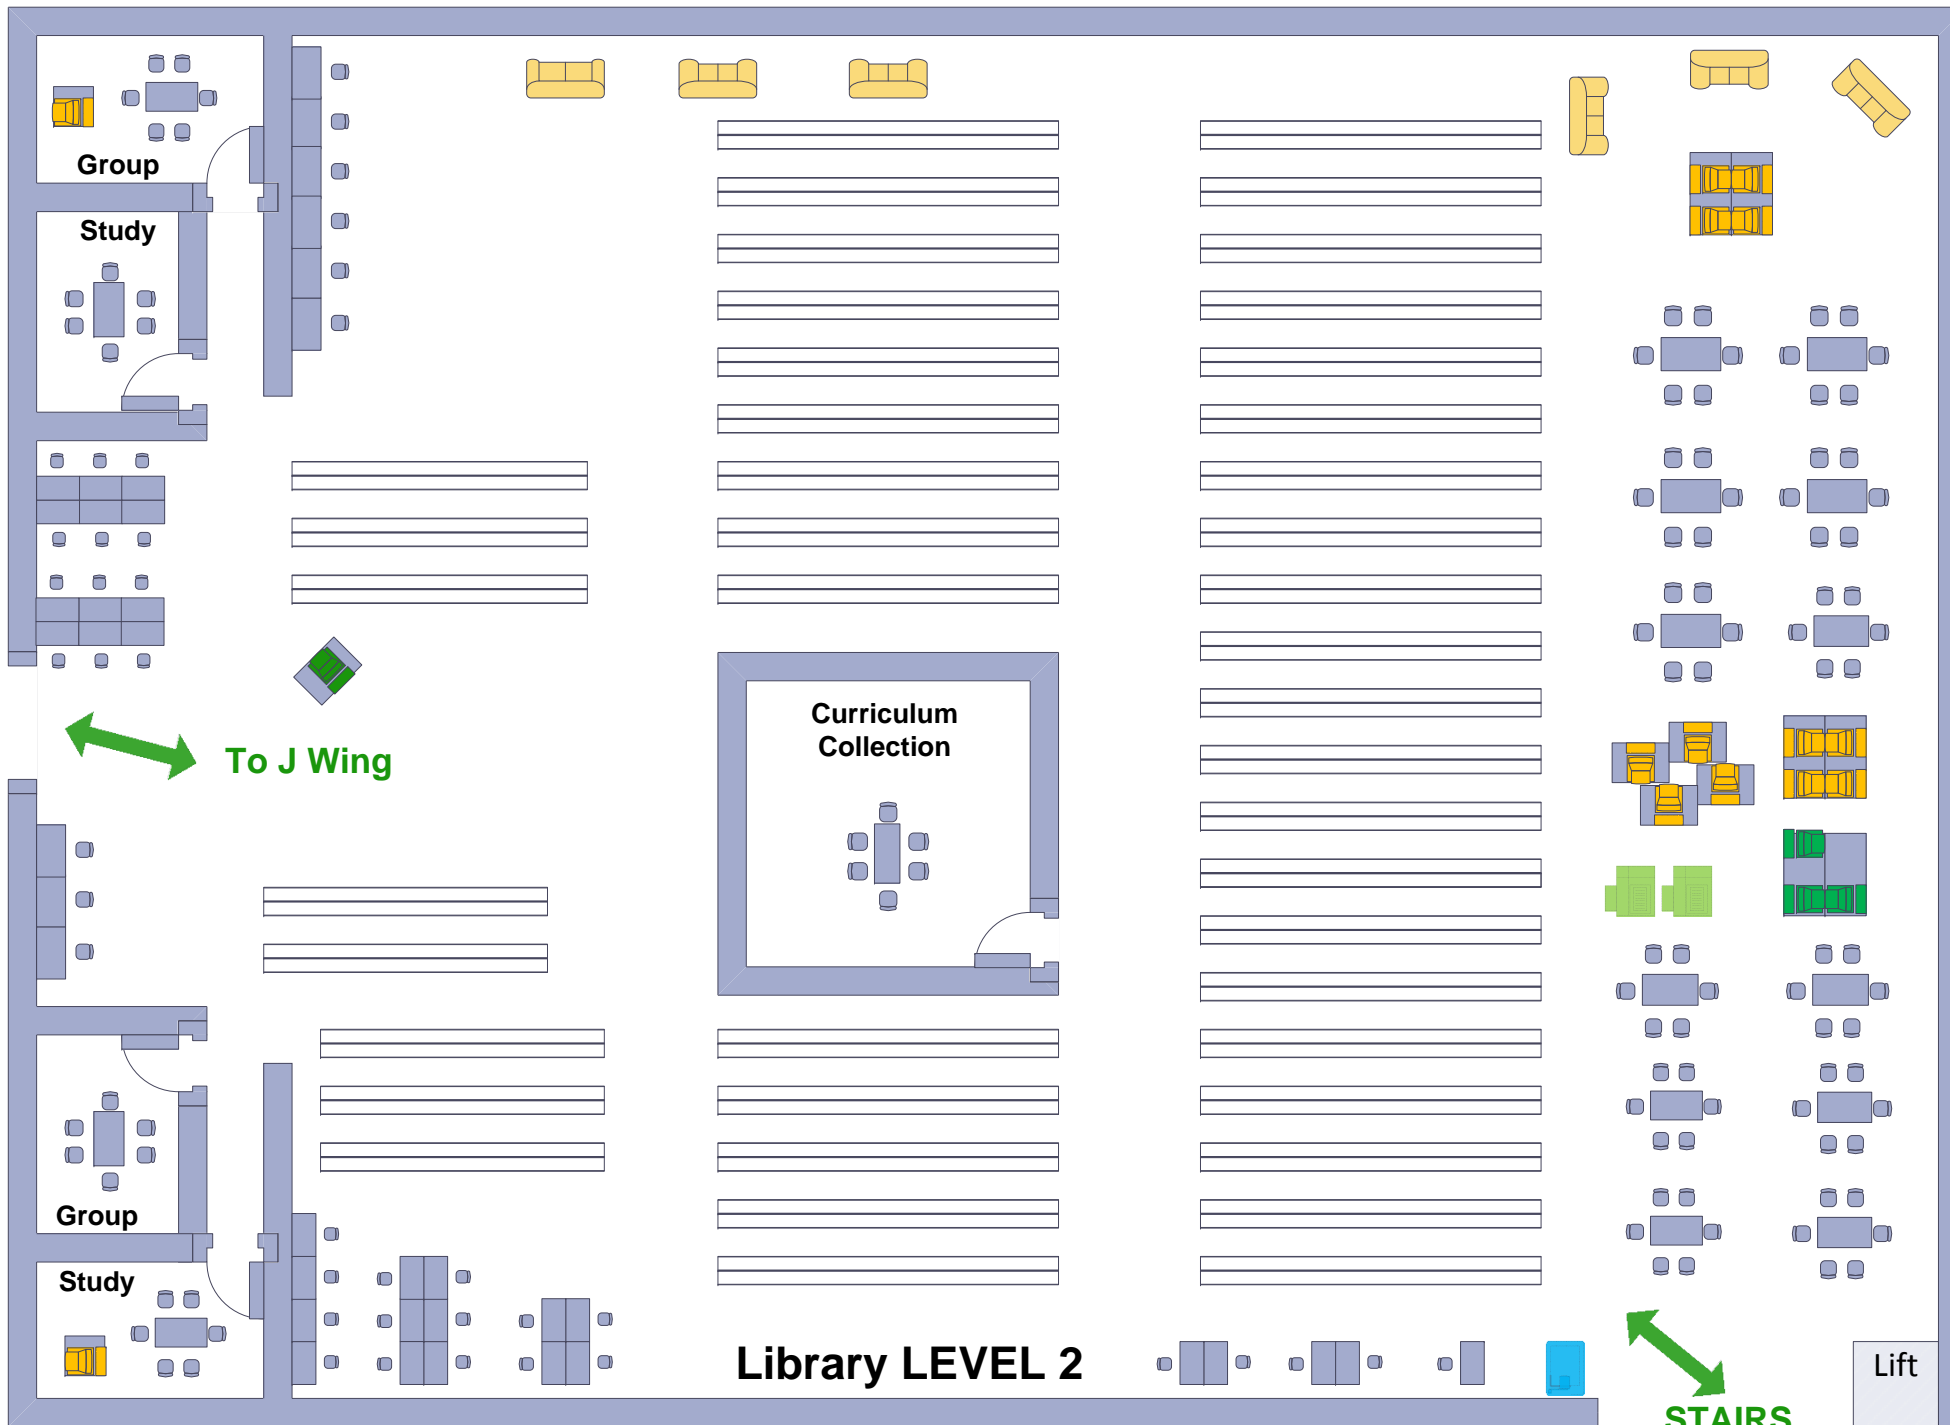 Group
Study
Curriculum
Collection
To J Wing
Group
Study
Library LEVEL 2
Lift
STAIRS